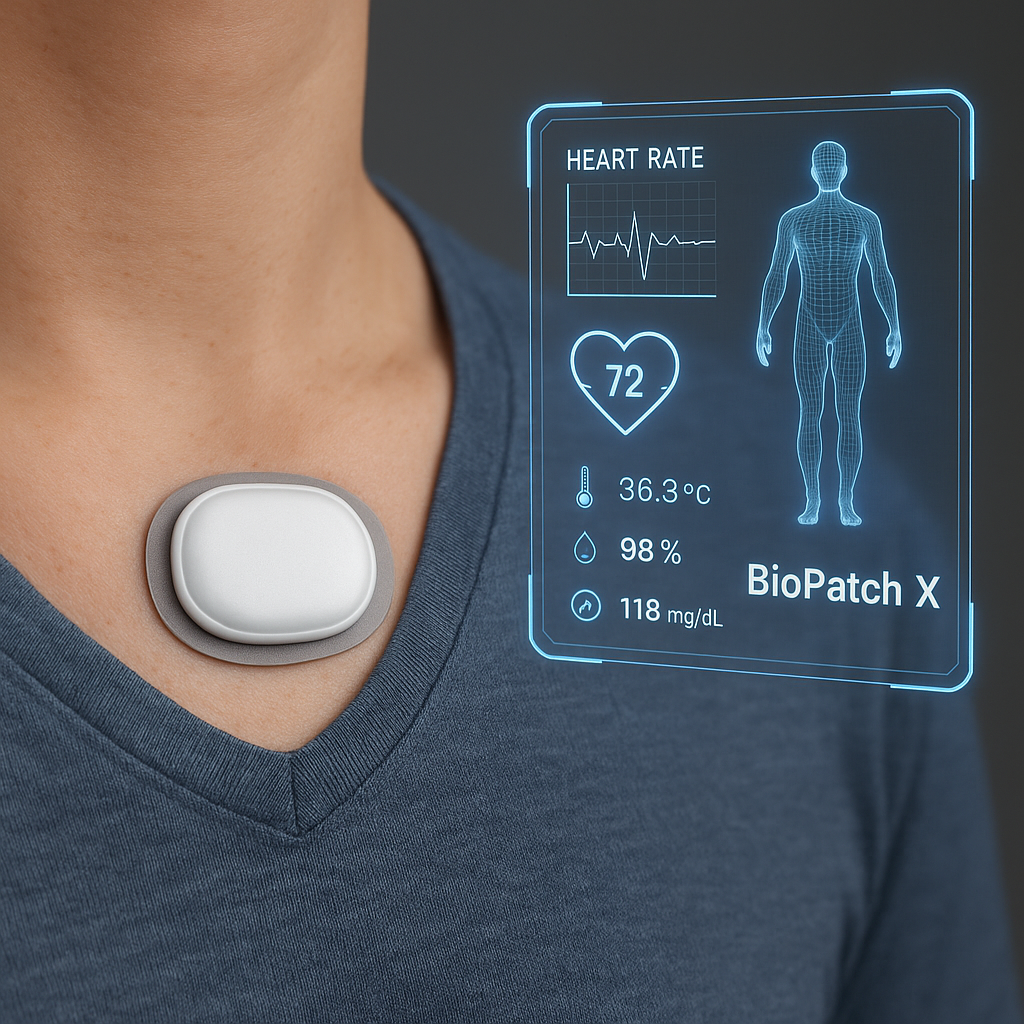 HEART RATE
72
36.3 °C
98 %
118 mg/dL
BioPatch X